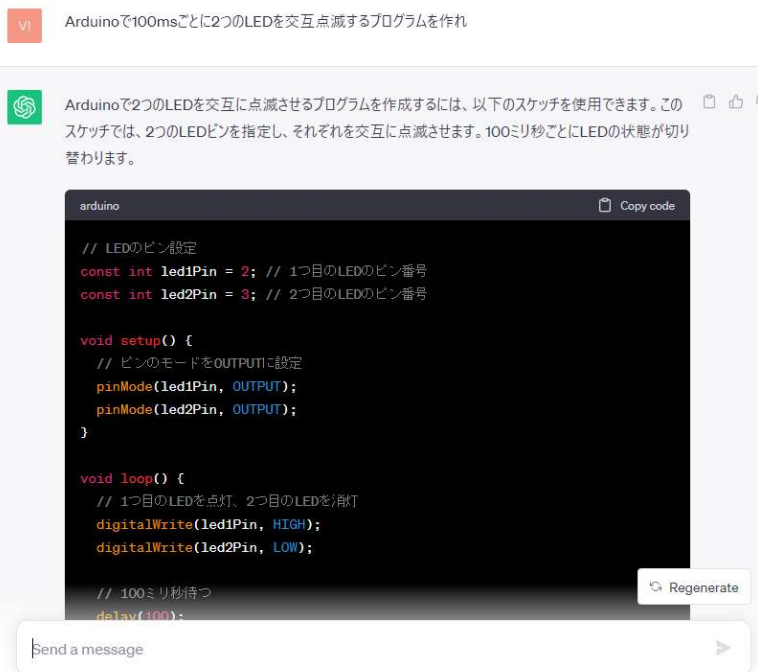 VI
Arduinoで100msごとに2つのLEDを交互点滅するプログラムを作れ
Arduinoで2つのLEDを交互に点滅させるプログラムを作成するには、以下のスケッチを使用できます。この
スケッチでは、2つのLEDピンを指定し、それぞれを交互に点滅させます。100ミリ秒ごとにLEDの状態が切り
替わります。
arduino
Copy code
// LEDのピン設定
const int led1Pin = 2; // 1つ目のLEDのピン番号
const int led2Pin = 3; // 2つ目のLEDのピン番号
void setup() {
// ピンのモードをOUTPUTに設定
pinMode(led1Pin, OUTPUT);
pinMode(led2Pin, OUTPUT);
}
void loop() {
// 1つ目のLEDを点灯、2つ目のLEDを消灯
digitalWrite(led1Pin, HIGH);
digitalWrite(led2Pin, LOW);
// 100ミリ秒待つ
delay(100);
Regenerate
Send a message